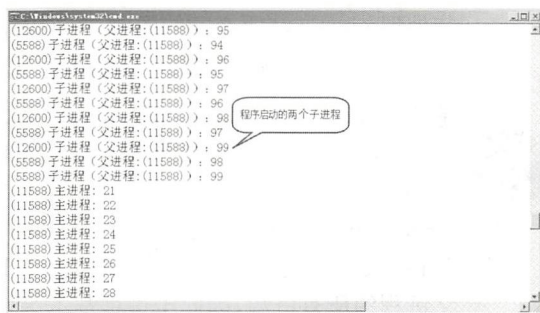 C:\Windows\system32\cmd.exe
(12600)子进程（父进程:(11588)）：95
(5588)子进程（父进程:(11588)）：94
(12600)子进程（父进程:(11588)）：96
(5588)子进程（父进程:(11588)）：95
(12600)子进程（父进程:(11588)）：97
(5588)子进程（父进程:(11588)）：96
(12600)子进程（父进程:(11588)）：98
(5588)子进程（父进程:(11588)）：97
(12600)子进程（父进程:(11588)）：99
(5588)子进程（父进程:(11588)）：98
(5588)子进程（父进程:(11588)）：99
程序启动的两个子进程
(11588)主进程: 21
(11588)主进程: 22
(11588)主进程: 23
(11588)主进程: 24
(11588)主进程: 25
(11588)主进程: 26
(11588)主进程: 27
(11588)主进程: 28